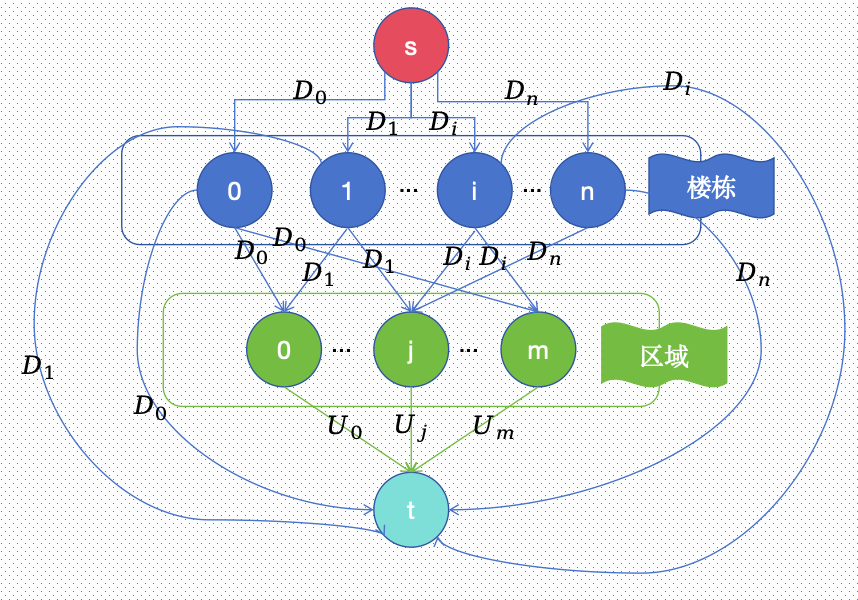 s
D₀
D₁
Dᵢ
Dₙ
Dᵢ
0
1
...
i
...
n
楼栋
D₀
D₀
D₁
D₁
Dᵢ
Dᵢ
Dₙ
Dₙ
0
...
j
...
m
区域
D₁
D₀
U₀
Uⱼ
Uₘ
t